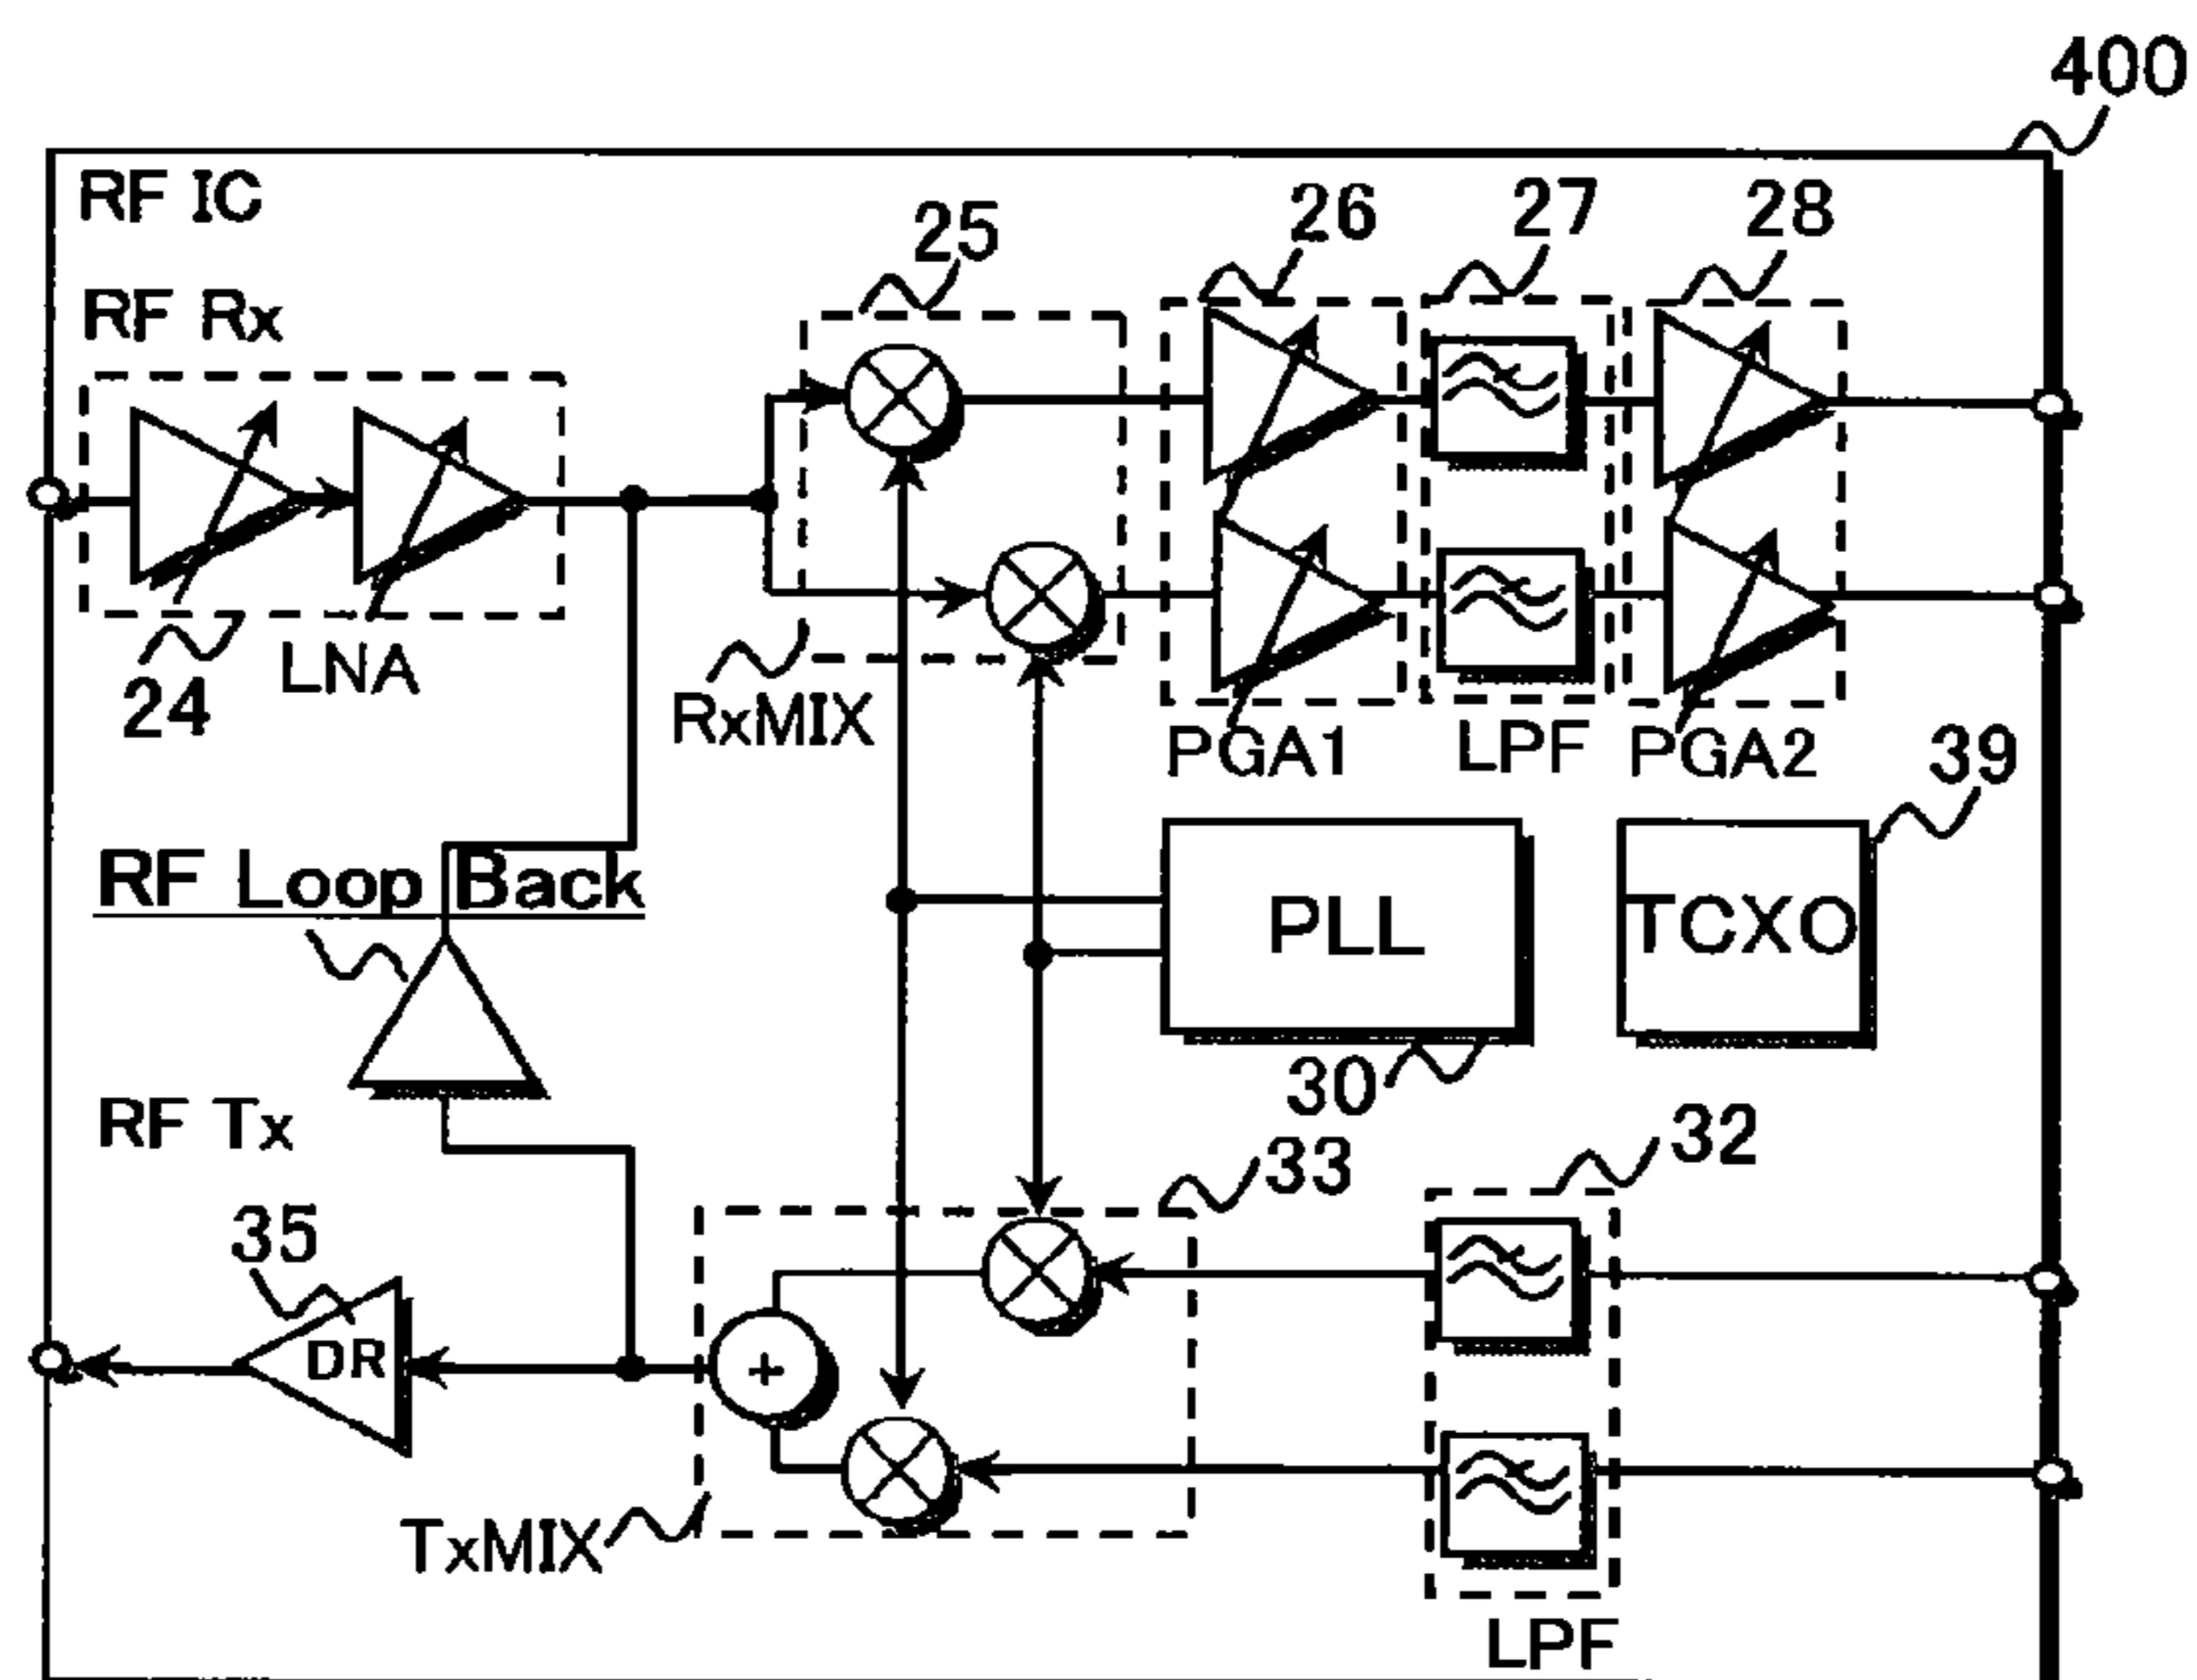 400
RF IC
25
26
27
28
RF Rx
24
LNA
RxMIX
PGA1
LPF
PGA2
39
RF Loop Back
PLL
TCXO
30
RF Tx
33
32
35
DR
+
TxMIX
LPF